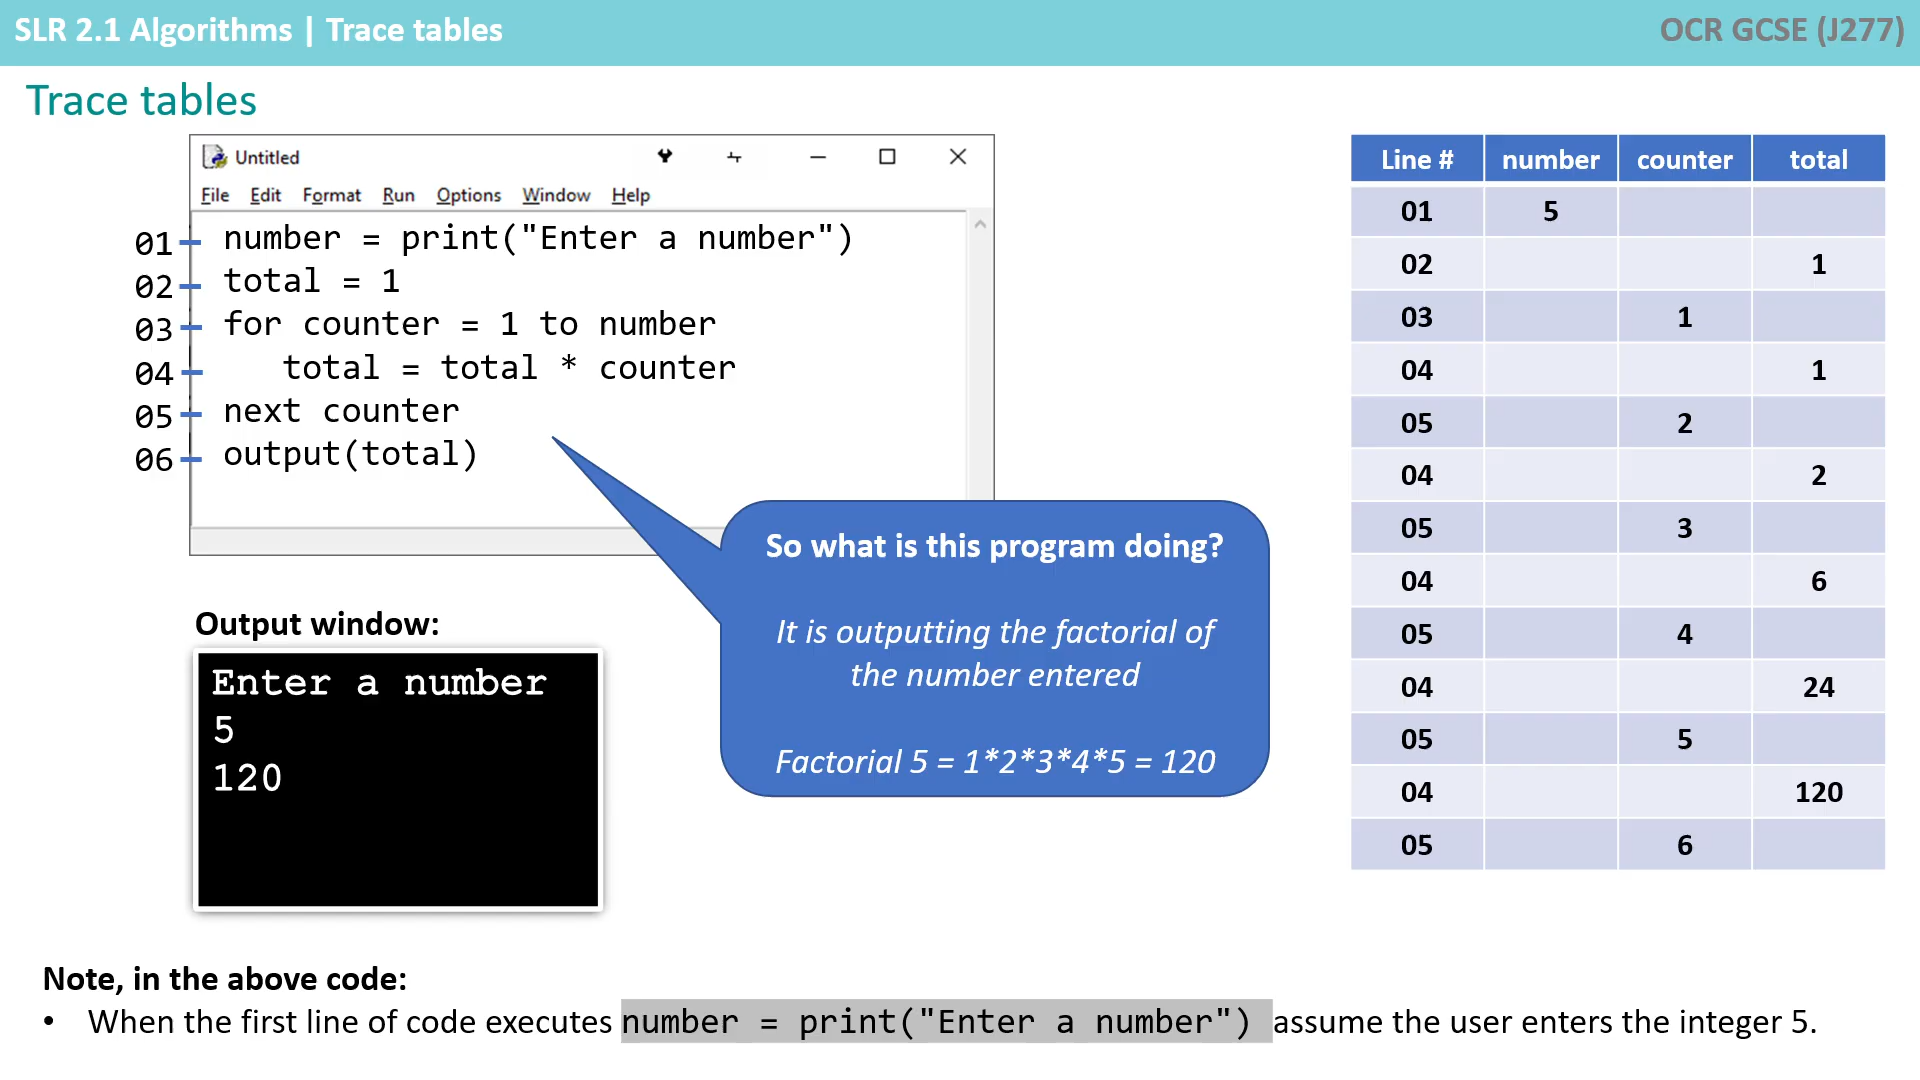 SLR 2.1 Algorithms | Trace tables
OCR GCSE (J277)
Trace tables
Untitled
File Edit Format Run Options Window Help
01 number = print("Enter a number")
02 total = 1
03 for counter = 1 to number
04 total = total * counter
05 next counter
06 output(total)
So what is this program doing?
It is outputting the factorial of
the number entered
Factorial 5 = 1*2*3*4*5 = 120
Output window:
Enter a number
5
120
Line # number counter total
01 5
02 1
03 1
04 1
05 2
04 2
05 3
04 6
05 4
04 24
05 5
04 120
05 6
Note, in the above code:
• When the first line of code executes number = print("Enter a number") assume the user enters the integer 5.